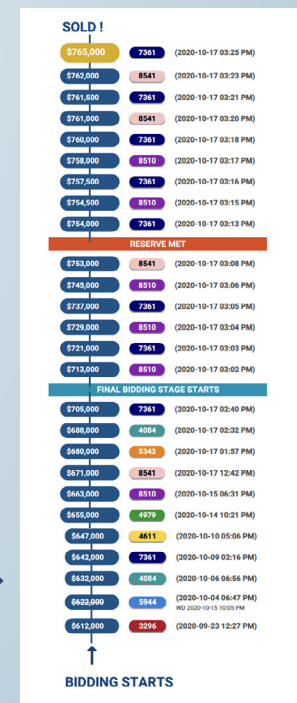 SOLD !
$765,000 7361 (2020-10-17 03:25 PM)
$762,000 8541 (2020-10-17 03:23 PM)
$761,500 7361 (2020-10-17 03:21 PM)
$761,000 8541 (2020-10-17 03:20 PM)
$760,000 7361 (2020-10-17 03:18 PM)
$758,000 8510 (2020-10-17 03:17 PM)
$757,500 7361 (2020-10-17 03:16 PM)
$754,500 8510 (2020-10-17 03:15 PM)
$754,000 7361 (2020-10-17 03:13 PM)
RESERVE MET
$753,000 8541 (2020-10-17 03:08 PM)
$745,000 8510 (2020-10-17 03:06 PM)
$737,000 7361 (2020-10-17 03:05 PM)
$729,000 8510 (2020-10-17 03:04 PM)
$721,000 7361 (2020-10-17 03:03 PM)
$713,000 8510 (2020-10-17 03:02 PM)
FINAL BIDDING STAGE STARTS
$705,000 7361 (2020-10-17 02:40 PM)
$688,000 4084 (2020-10-17 02:32 PM)
$680,000 5343 (2020-10-17 01:57 PM)
$671,000 8541 (2020-10-17 12:42 PM)
$663,000 8510 (2020-10-15 06:31 PM)
$655,000 4979 (2020-10-14 10:21 PM)
$647,000 4611 (2020-10-10 05:06 PM)
$642,000 7361 (2020-10-09 02:16 PM)
$632,000 4084 (2020-10-06 06:56 PM)
$622,000 5944 (2020-10-04 06:47 PM)
WD 2020-10-15 10:05 PM
$612,000 3296 (2020-09-23 12:27 PM)
BIDDING STARTS